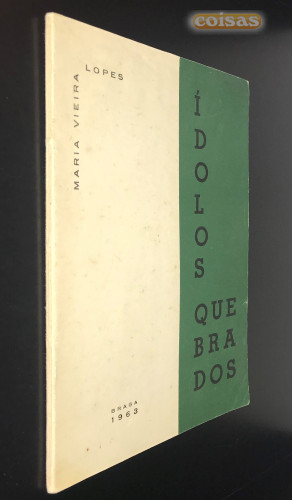 coisas
MARIA VIEIRA
LOPES
ÍDOLOS
QUE
BRA
DOS
BRAGA
1963